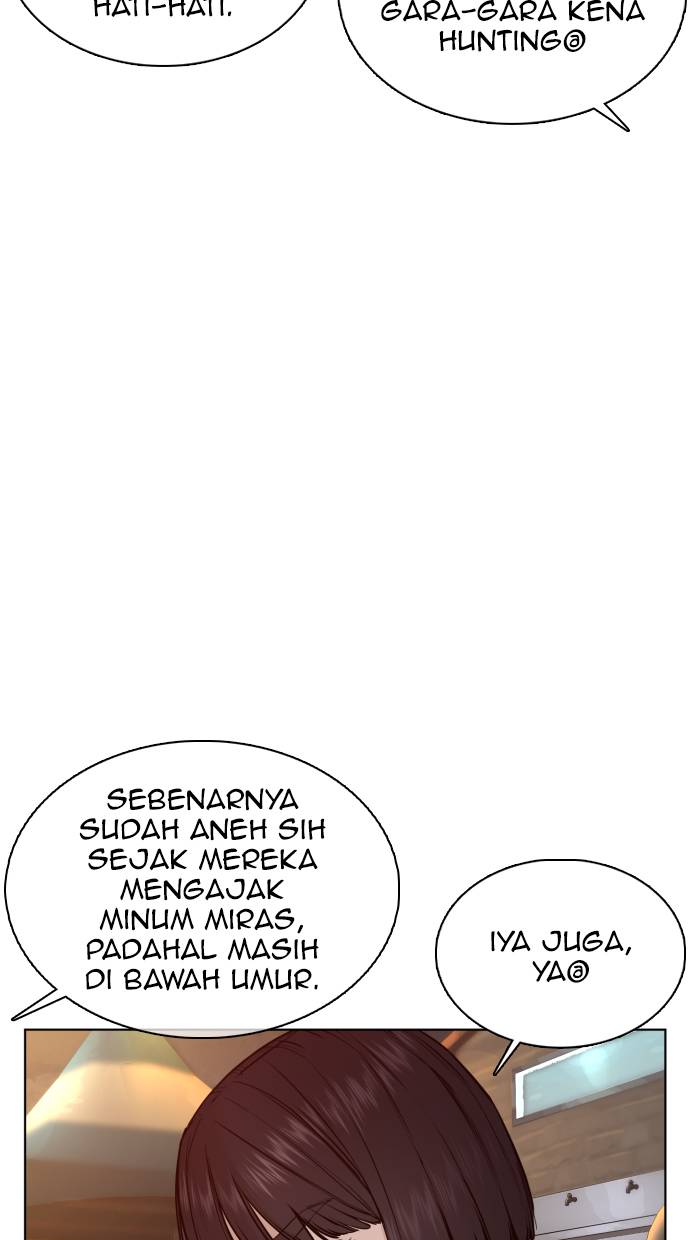 HATI-HATI.
GARA-GARA KENA
HUNTING@
SEBENARNYA
SUDAH ANEH SIH
SEJAK MEREKA
MENGAJAK
MINUM MIRAS,
PADAHAL MASIH
DI BAWAH UMUR.
IYA JUGA,
YA@